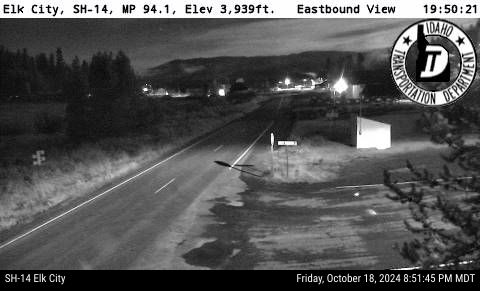 Elk City, SH-14, MP 94.1, Elev 3,939ft. Eastbound View 19:50:21
IDAHO
TRANSPORTATION DEPARTMENT
SH-14 Elk City Friday, October 18, 2024 8:51:45 PM MDT